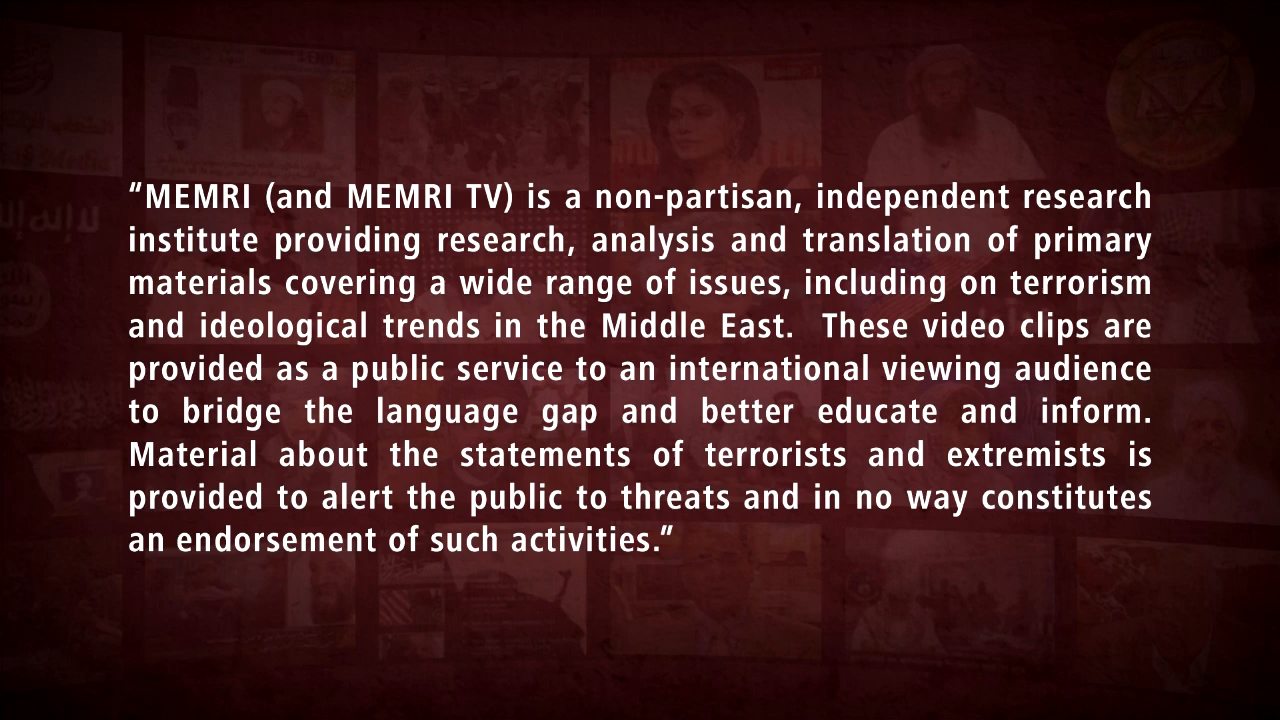 “MEMRI (and MEMRI TV) is a non-partisan, independent research
institute providing research, analysis and translation of primary
materials covering a wide range of issues, including on terrorism
and ideological trends in the Middle East.  These video clips are
provided as a public service to an international viewing audience
to bridge the language gap and better educate and inform.
Material about the statements of terrorists and extremists is
provided to alert the public to threats and in no way constitutes
an endorsement of such activities.”